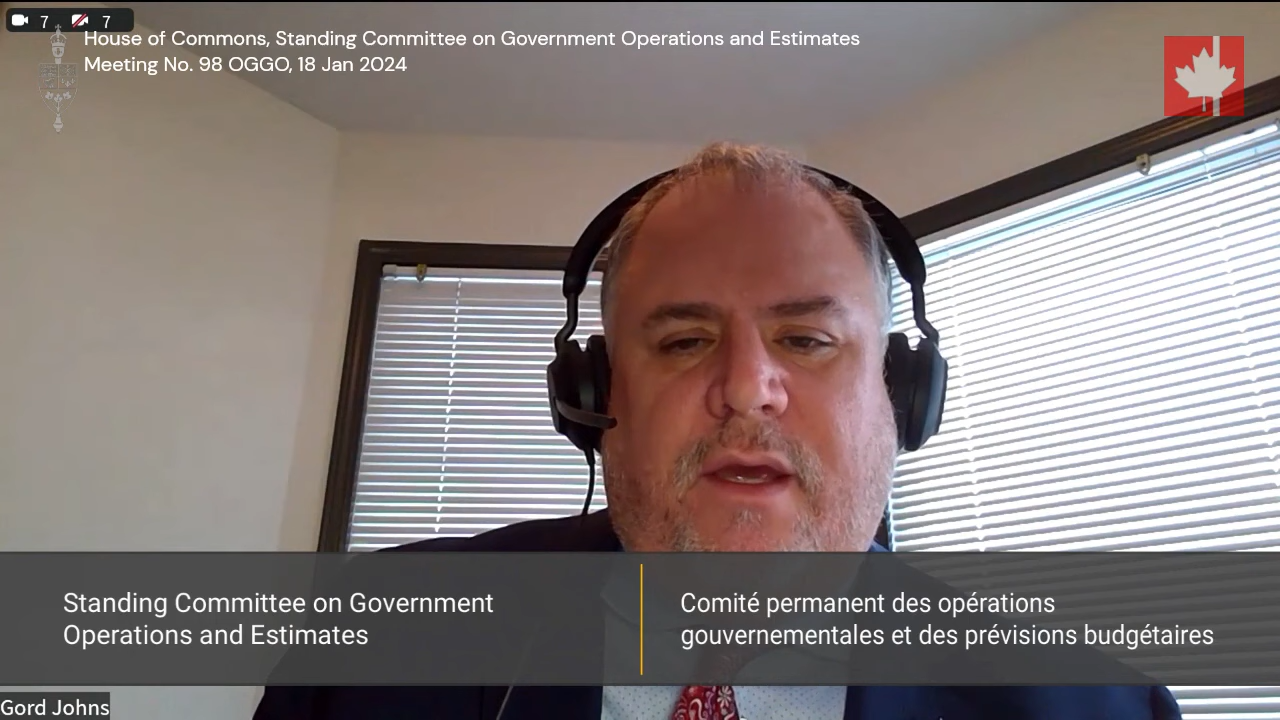 7 7
House of Commons, Standing Committee on Government Operations and Estimates
Meeting No. 98 OGGO, 18 Jan 2024
Standing Committee on Government
Operations and Estimates
Comité permanent des opérations
gouvernementales et des prévisions budgétaires
Gord Johns